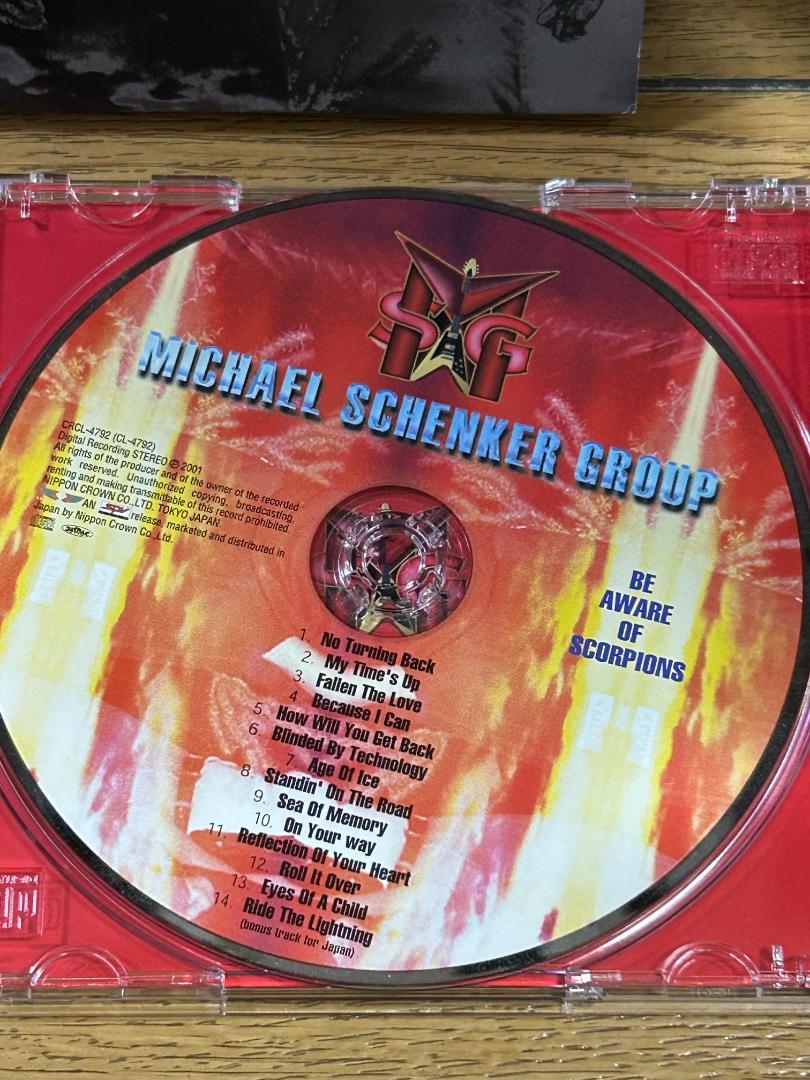 MSG
MICHAEL SCHENKER GROUP
CRCL-4792 (CL-4792)
Digital Recording STEREO Ⓟ 2001
All rights of the producer and of the owner of the recorded
work reserved. Unauthorized copying, broadcasting,
renting and making transmittable of this record prohibited.
NIPPON CROWN CO.,LTD. TOKYO JAPAN.
AN SPV release, marketed and distributed in
Japan by Nippon Crown Co.,Ltd.
BE
AWARE
OF
SCORPIONS
1. No Turning Back
2. My Time's Up
3. Fallen The Love
4. Because I Can
5. How Will You Get Back
6. Blinded By Technology
7. Age Of Ice
8. Standin' On The Road
9. Sea Of Memory
10. On Your way
11. Reflection Of Your Heart
12. Roll It Over
13. Eyes Of A Child
14. Ride The Lightning
(bonus track for Japan)